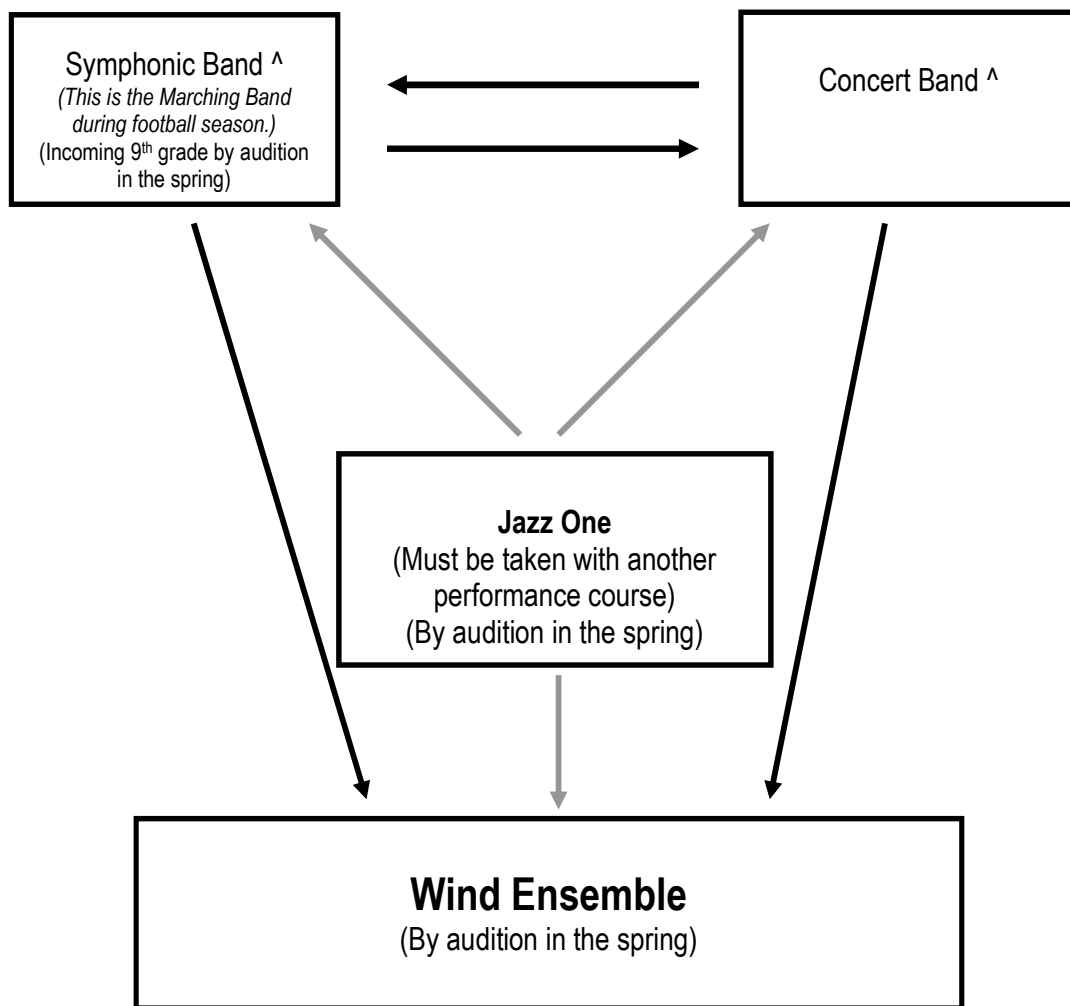 Symphonic Band ^
(This is the Marching Band
during football season.)
(Incoming 9th grade by audition
in the spring)
Concert Band ^
Jazz One
(Must be taken with another
performance course)
(By audition in the spring)
Wind Ensemble
(By audition in the spring)